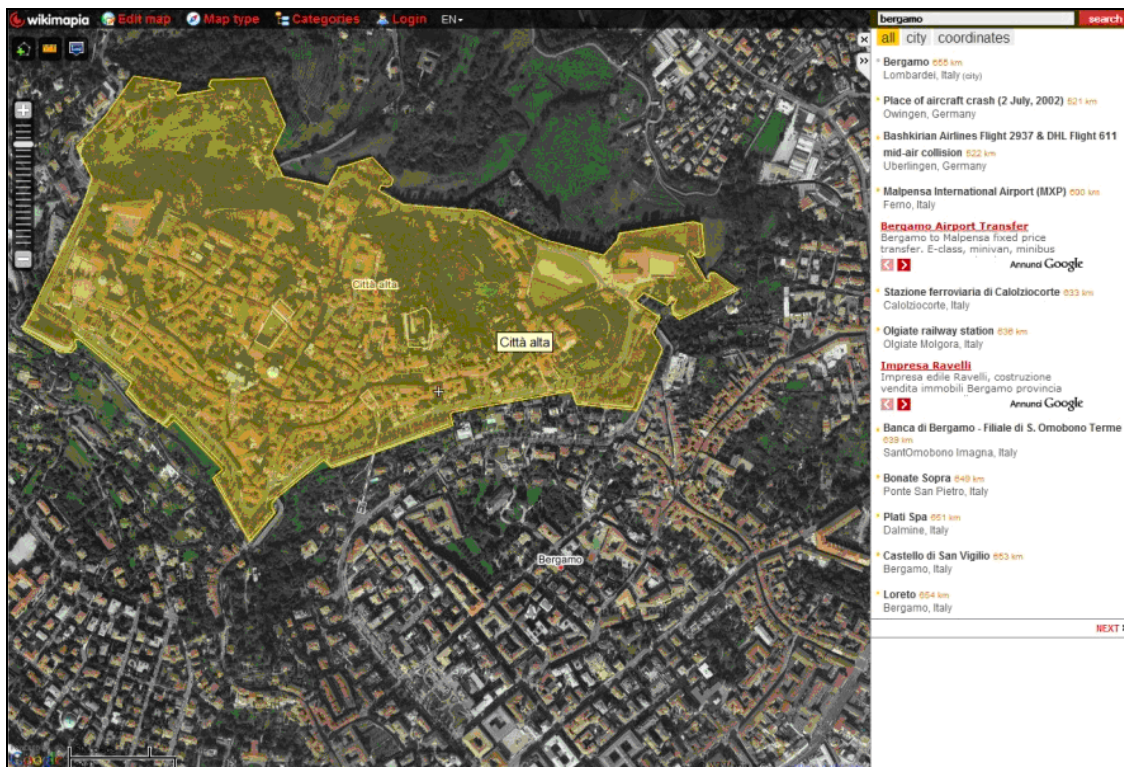 wikimapia Edit map Map type Categories Login EN
bergamo search
all city coordinates
Bergamo 655 km
Lombardei, Italy (city)
Place of aircraft crash (2 July, 2002) 521 km
Owingen, Germany
Bashkirian Airlines Flight 2937 & DHL Flight 611
mid-air collision 522 km
Uberlingen, Germany
Malpensa International Airport (MXP) 600 km
Ferno, Italy
Bergamo Airport Transfer
Bergamo to Malpensa fixed price
transfer. E-class, minivan, minibus
Annunci Google
Stazione ferroviaria di Calolziocorte 633 km
Calolziocorte, Italy
Olgiate railway station 636 km
Olgiate Molgora, Italy
Impresa Ravelli
Impresa edile Ravelli, costruzione
vendita immobili Bergamo provincia
Annunci Google
Banca di Bergamo - Filiale di S. Omobono Terme
639 km
SantOmobono Imagna, Italy
Bonate Sopra 649 km
Ponte San Pietro, Italy
Plati Spa 651 km
Dalmine, Italy
Castello di San Vigilio 653 km
Bergamo, Italy
Loreto 654 km
Bergamo, Italy
NEXT
Città alta
Città alta
Bergamo
Google